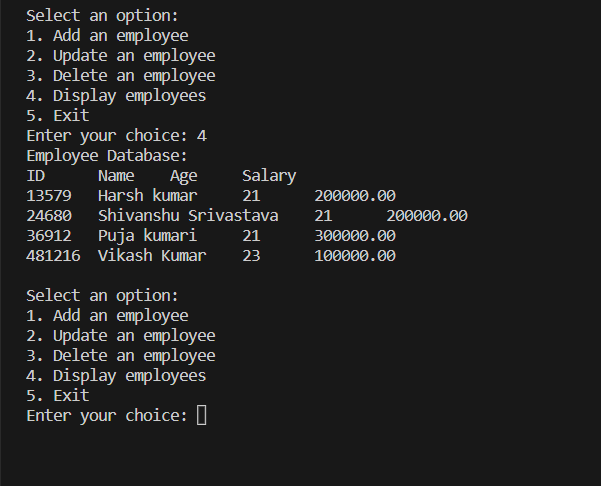 Select an option:
1. Add an employee
2. Update an employee
3. Delete an employee
4. Display employees
5. Exit
Enter your choice: 4
Employee Database:
ID      Name    Age     Salary
13579   Harsh kumar     21      200000.00
24680   Shivanshu Srivastava    21      200000.00
36912   Puja kumari     21      300000.00
481216  Vikash Kumar    23      100000.00

Select an option:
1. Add an employee
2. Update an employee
3. Delete an employee
4. Display employees
5. Exit
Enter your choice: